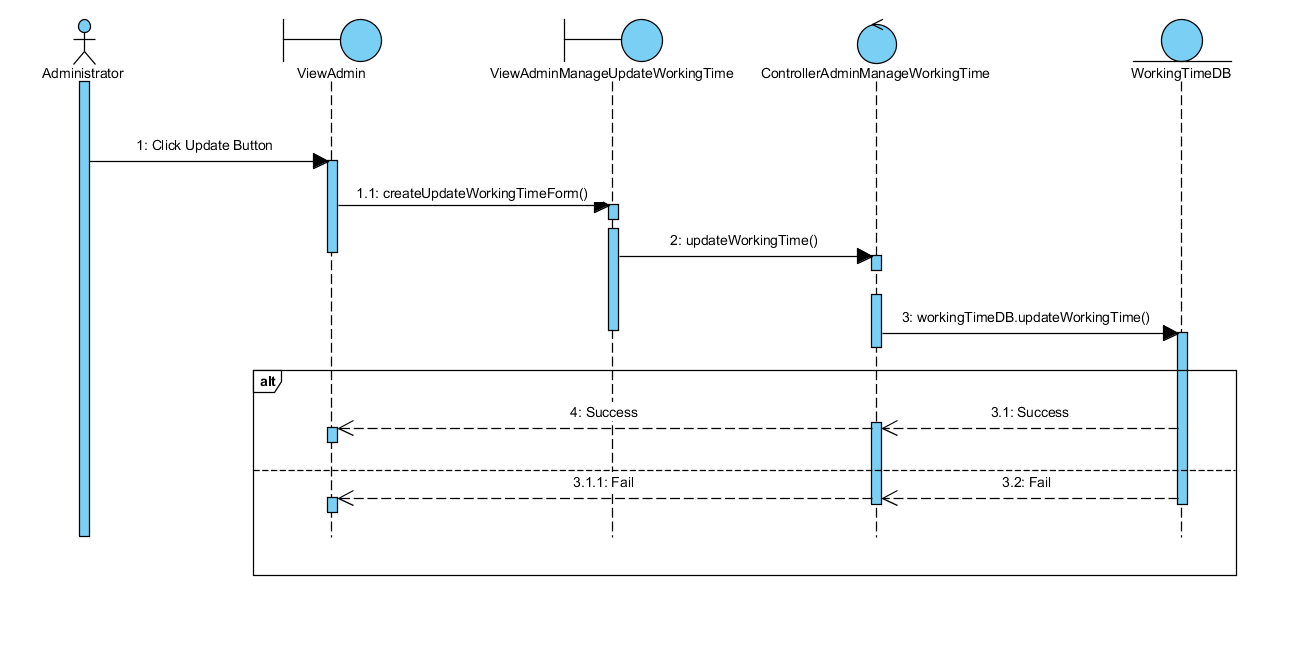 Administrator
ViewAdmin
ViewAdminManageUpdateWorkingTime
ControllerAdminManageWorkingTime
WorkingTimeDB
1: Click Update Button
1.1: createUpdateWorkingTimeForm()
2: updateWorkingTime()
3: workingTimeDB.updateWorkingTime()
alt
4: Success
3.1: Success
3.1.1: Fail
3.2: Fail